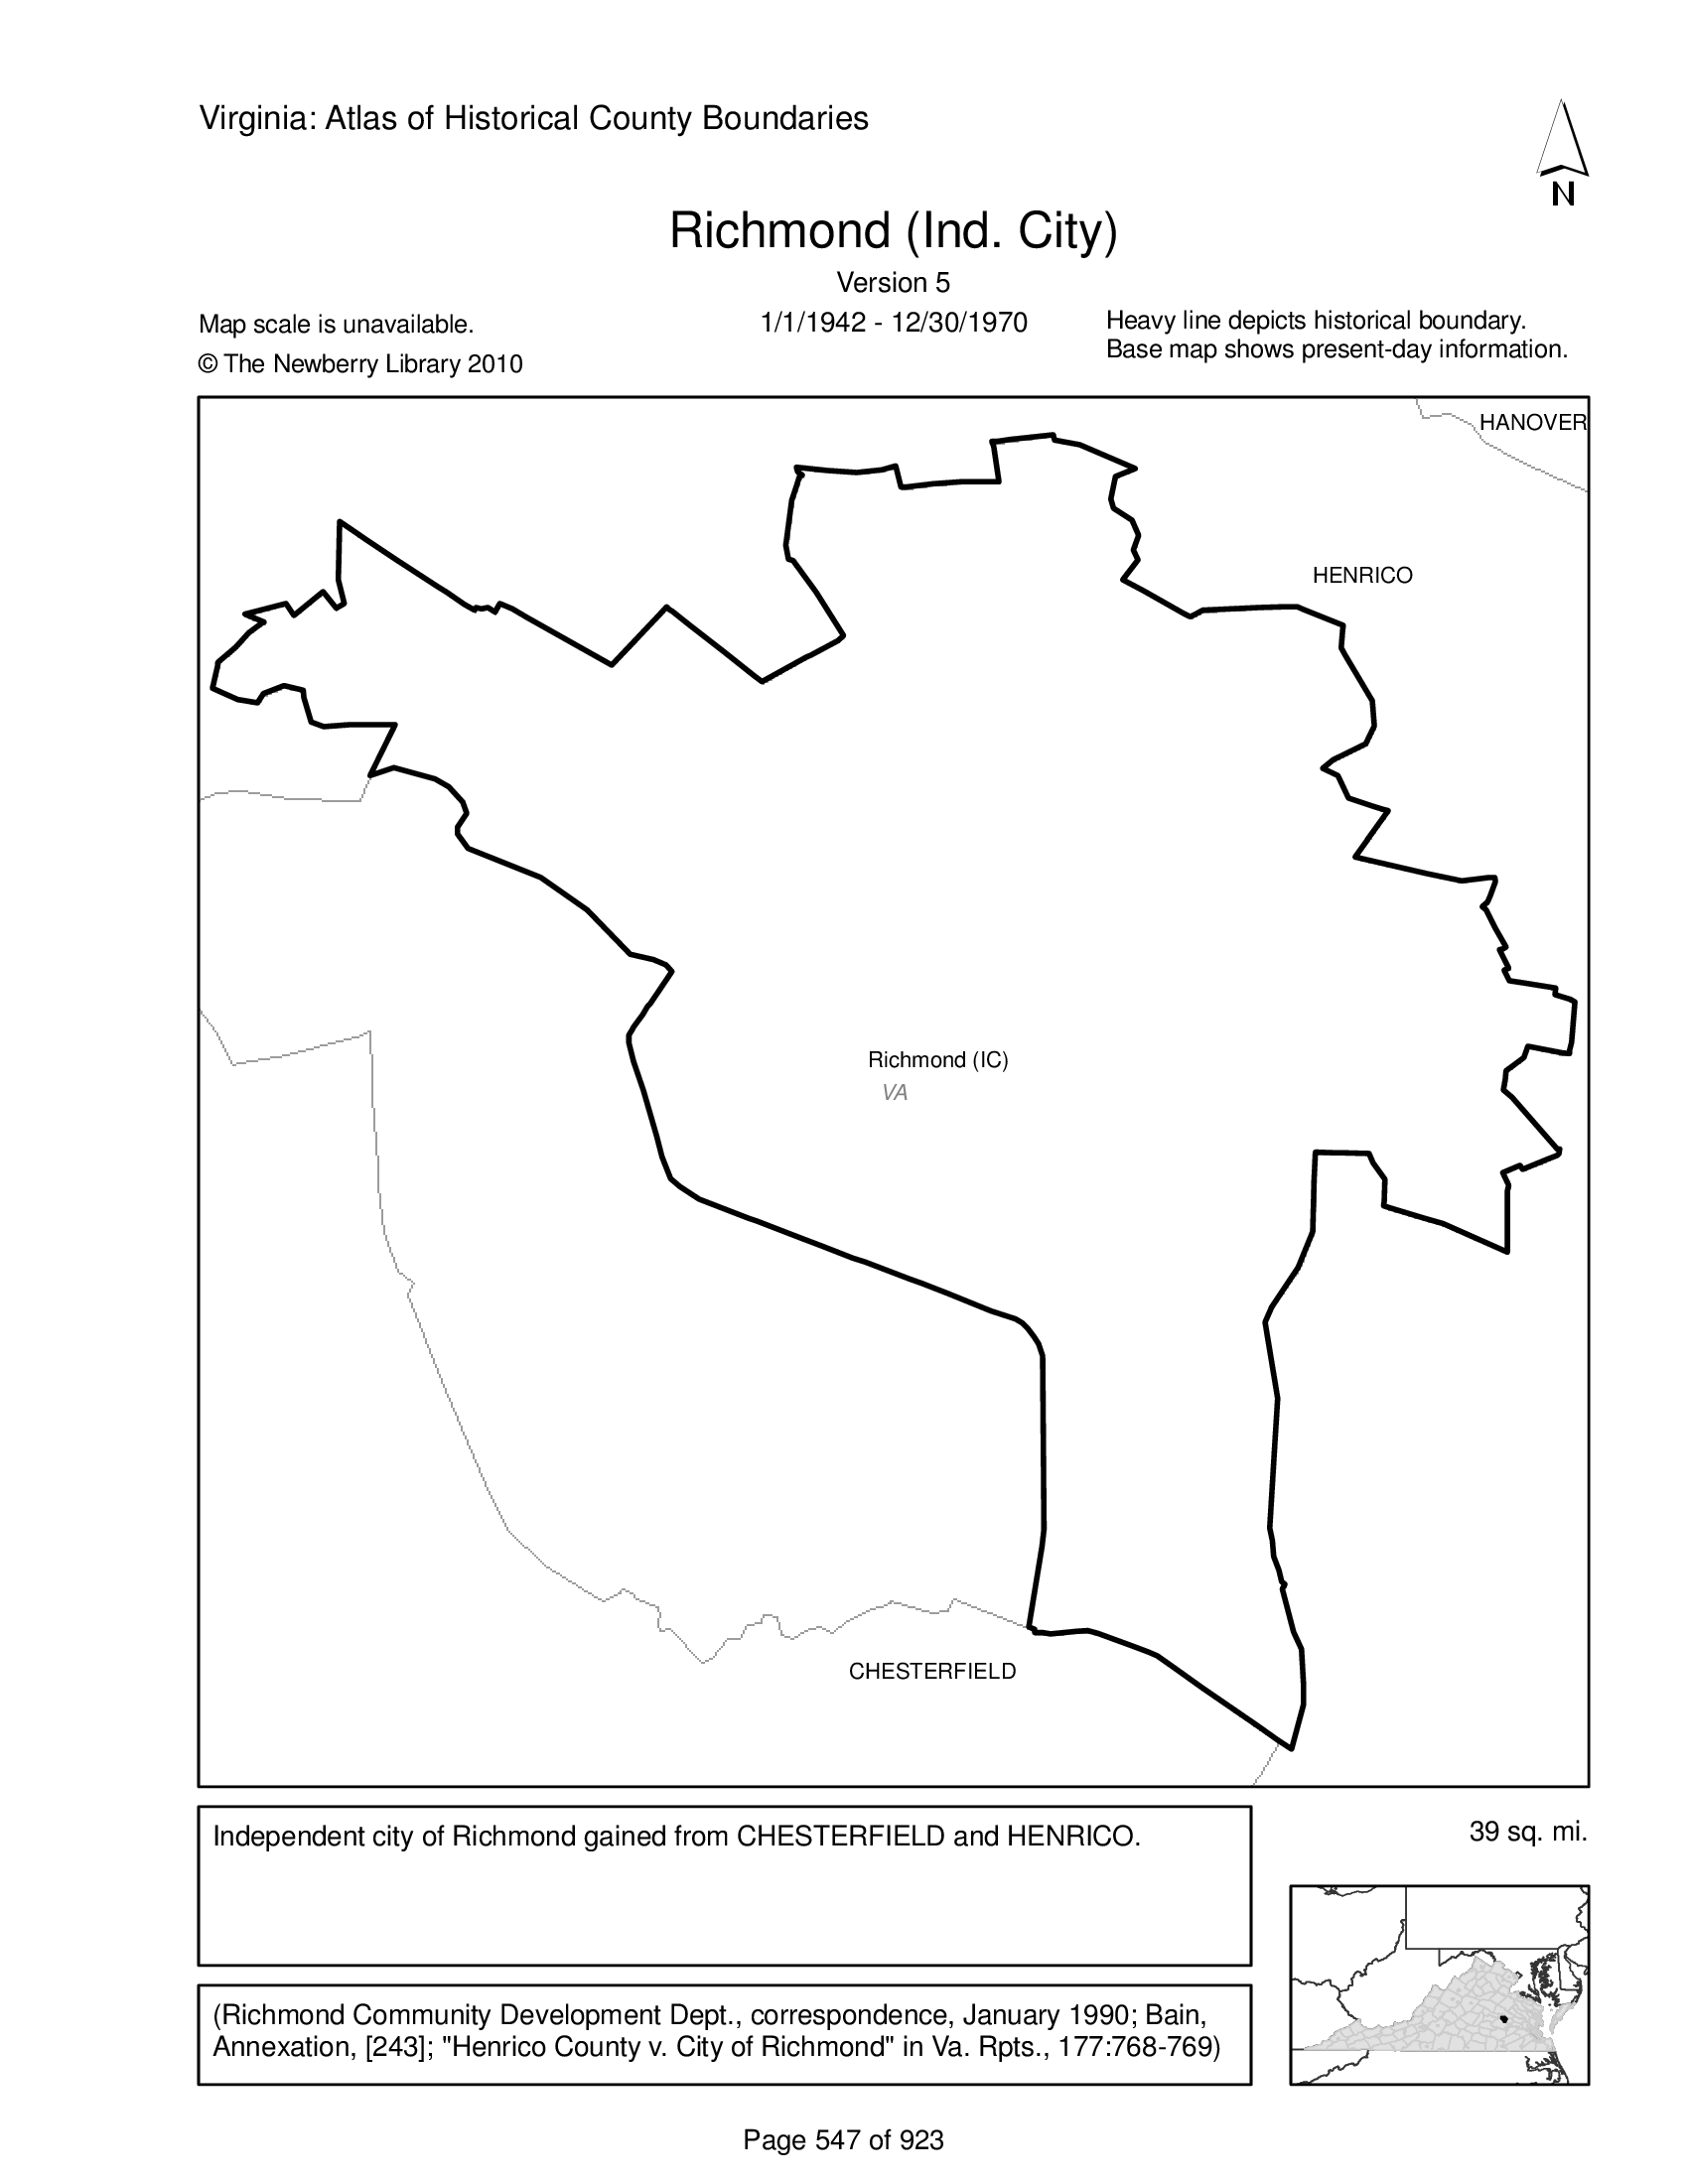 Virginia: Atlas of Historical County Boundaries
N
Richmond (Ind. City)
Version 5
Map scale is unavailable.
1/1/1942 - 12/30/1970
Heavy line depicts historical boundary.
© The Newberry Library 2010
Base map shows present-day information.
HANOVER
HENRICO
Richmond (IC)
VA
CHESTERFIELD
Independent city of Richmond gained from CHESTERFIELD and HENRICO.
39 sq. mi.
(Richmond Community Development Dept., correspondence, January 1990; Bain,
Annexation, [243]; "Henrico County v. City of Richmond" in Va. Rpts., 177:768-769)
Page 547 of 923